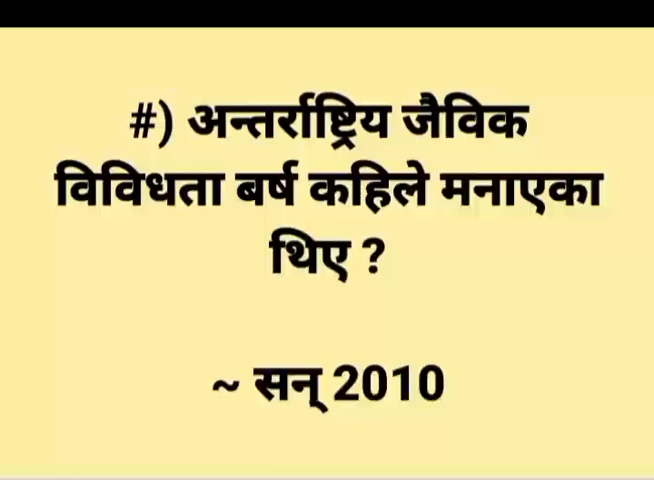 #) अन्तर्राष्ट्रिय जैविक
विविधता बर्ष कहिले मनाएका
थिए ?
~ सन् 2010